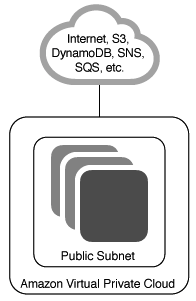 Internet, S3,
DynamoDB, SNS,
SQS, etc.
Public Subnet
Amazon Virtual Private Cloud